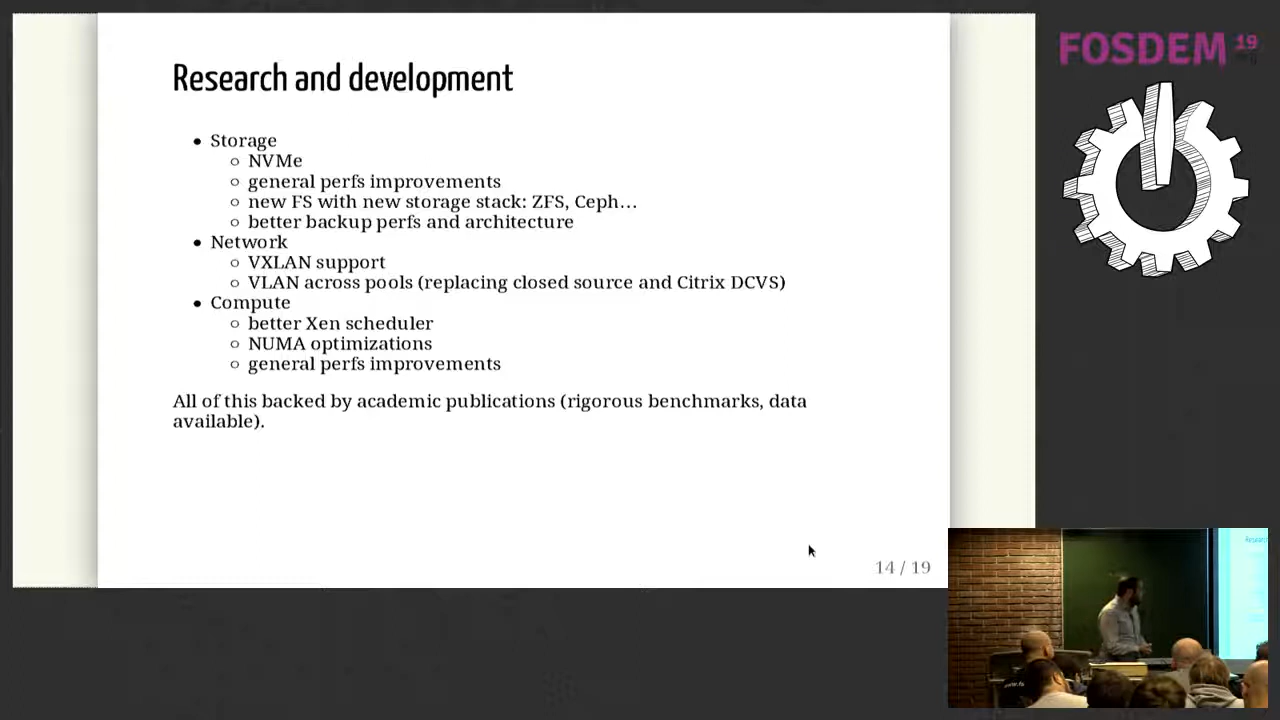 Research and development
• Storage
○ NVMe
○ general perfs improvements
○ new FS with new storage stack: ZFS, Ceph…
○ better backup perfs and architecture
• Network
○ VXLAN support
○ VLAN across pools (replacing closed source and Citrix DCVS)
• Compute
○ better Xen scheduler
○ NUMA optimizations
○ general perfs improvements
All of this backed by academic publications (rigorous benchmarks, data
available).
14 / 19
FOSDEM 19